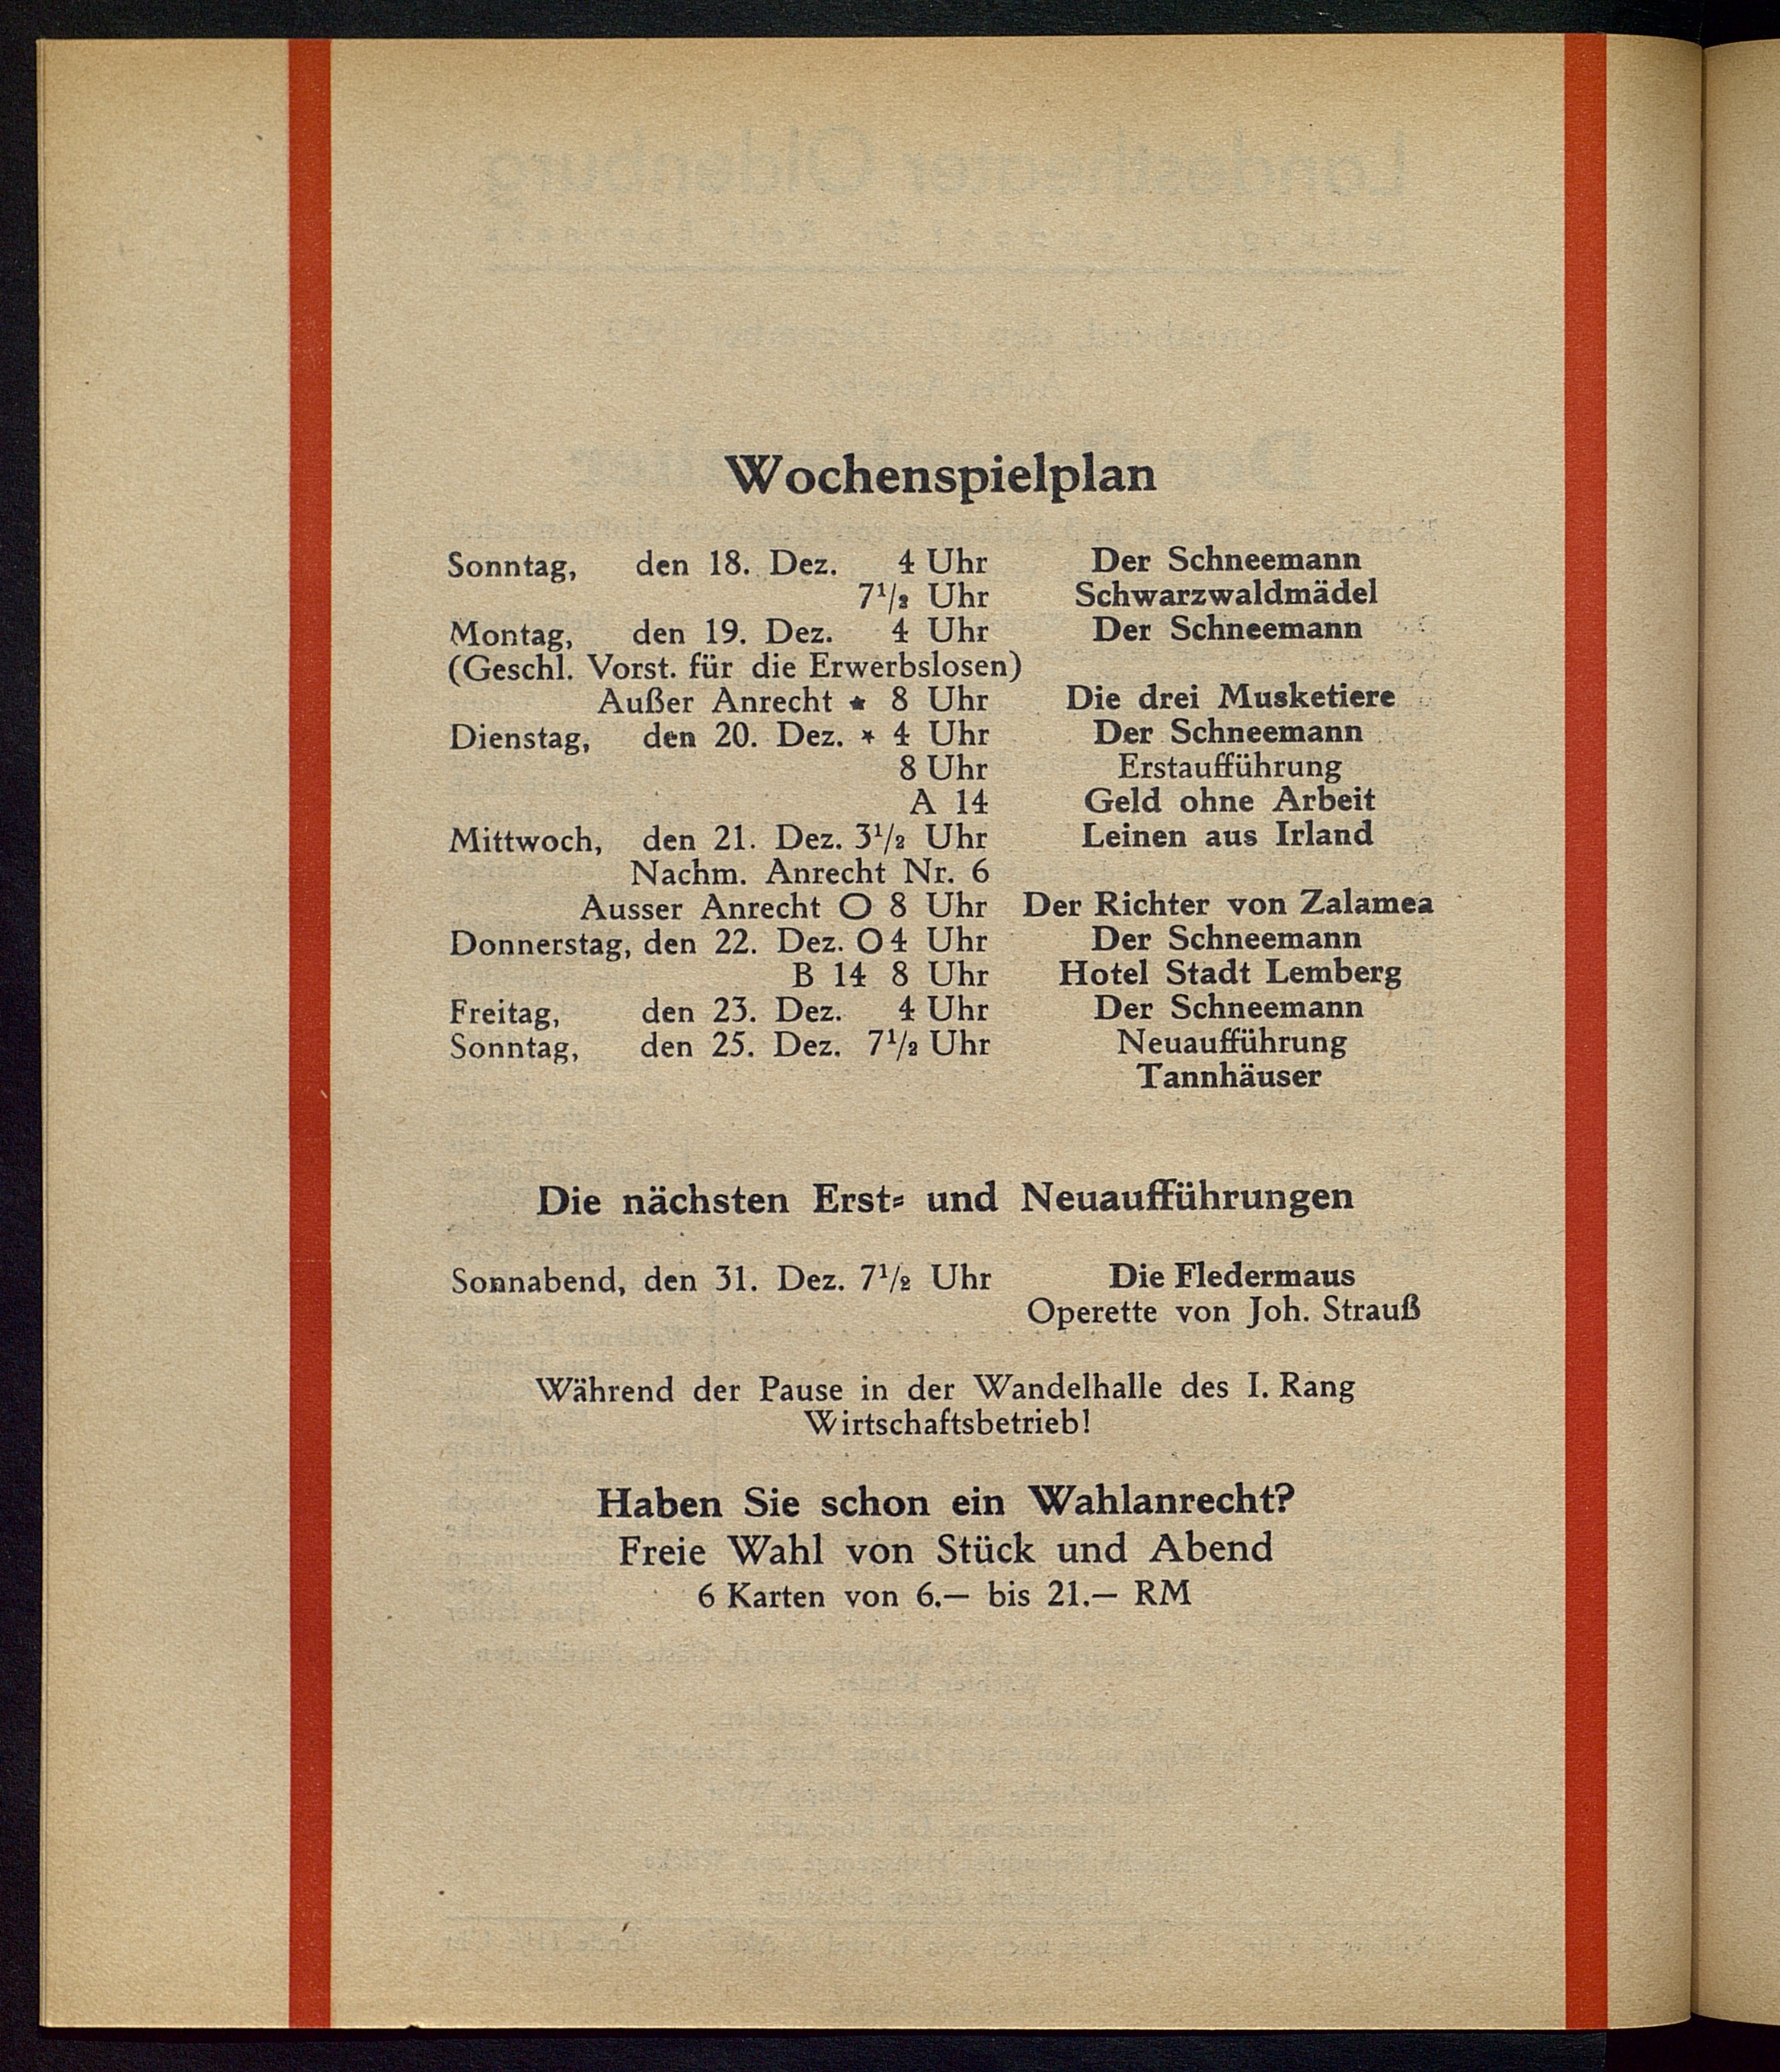 Wochenspielplan
Sonntag, den 18. Dez. 4 Uhr Der Schneemann
7½ Uhr Schwarzwaldmädel
Montag, den 19. Dez. 4 Uhr Der Schneemann
(Geschl. Vorst. für die Erwerbslosen)
Außer Anrecht ★ 8 Uhr Die drei Musketiere
Dienstag, den 20. Dez. ★ 4 Uhr Der Schneemann
8 Uhr Erstaufführung
A 14 Geld ohne Arbeit
Mittwoch, den 21. Dez. 3½ Uhr Leinen aus Irland
Nachm. Anrecht Nr. 6
Ausser Anrecht O 8 Uhr Der Richter von Zalamea
Donnerstag, den 22. Dez. O 4 Uhr Der Schneemann
B 14 8 Uhr Hotel Stadt Lemberg
Freitag, den 23. Dez. 4 Uhr Der Schneemann
Sonntag, den 25. Dez. 7½ Uhr Neuaufführung
Tannhäuser
Die nächsten Erst- und Neuaufführungen
Sonnabend, den 31. Dez. 7½ Uhr Die Fledermaus
Operette von Joh. Strauß
Während der Pause in der Wandelhalle des I. Rang
Wirtschaftsbetrieb!
Haben Sie schon ein Wahlanrecht?
Freie Wahl von Stück und Abend
6 Karten von 6.— bis 21.— RM